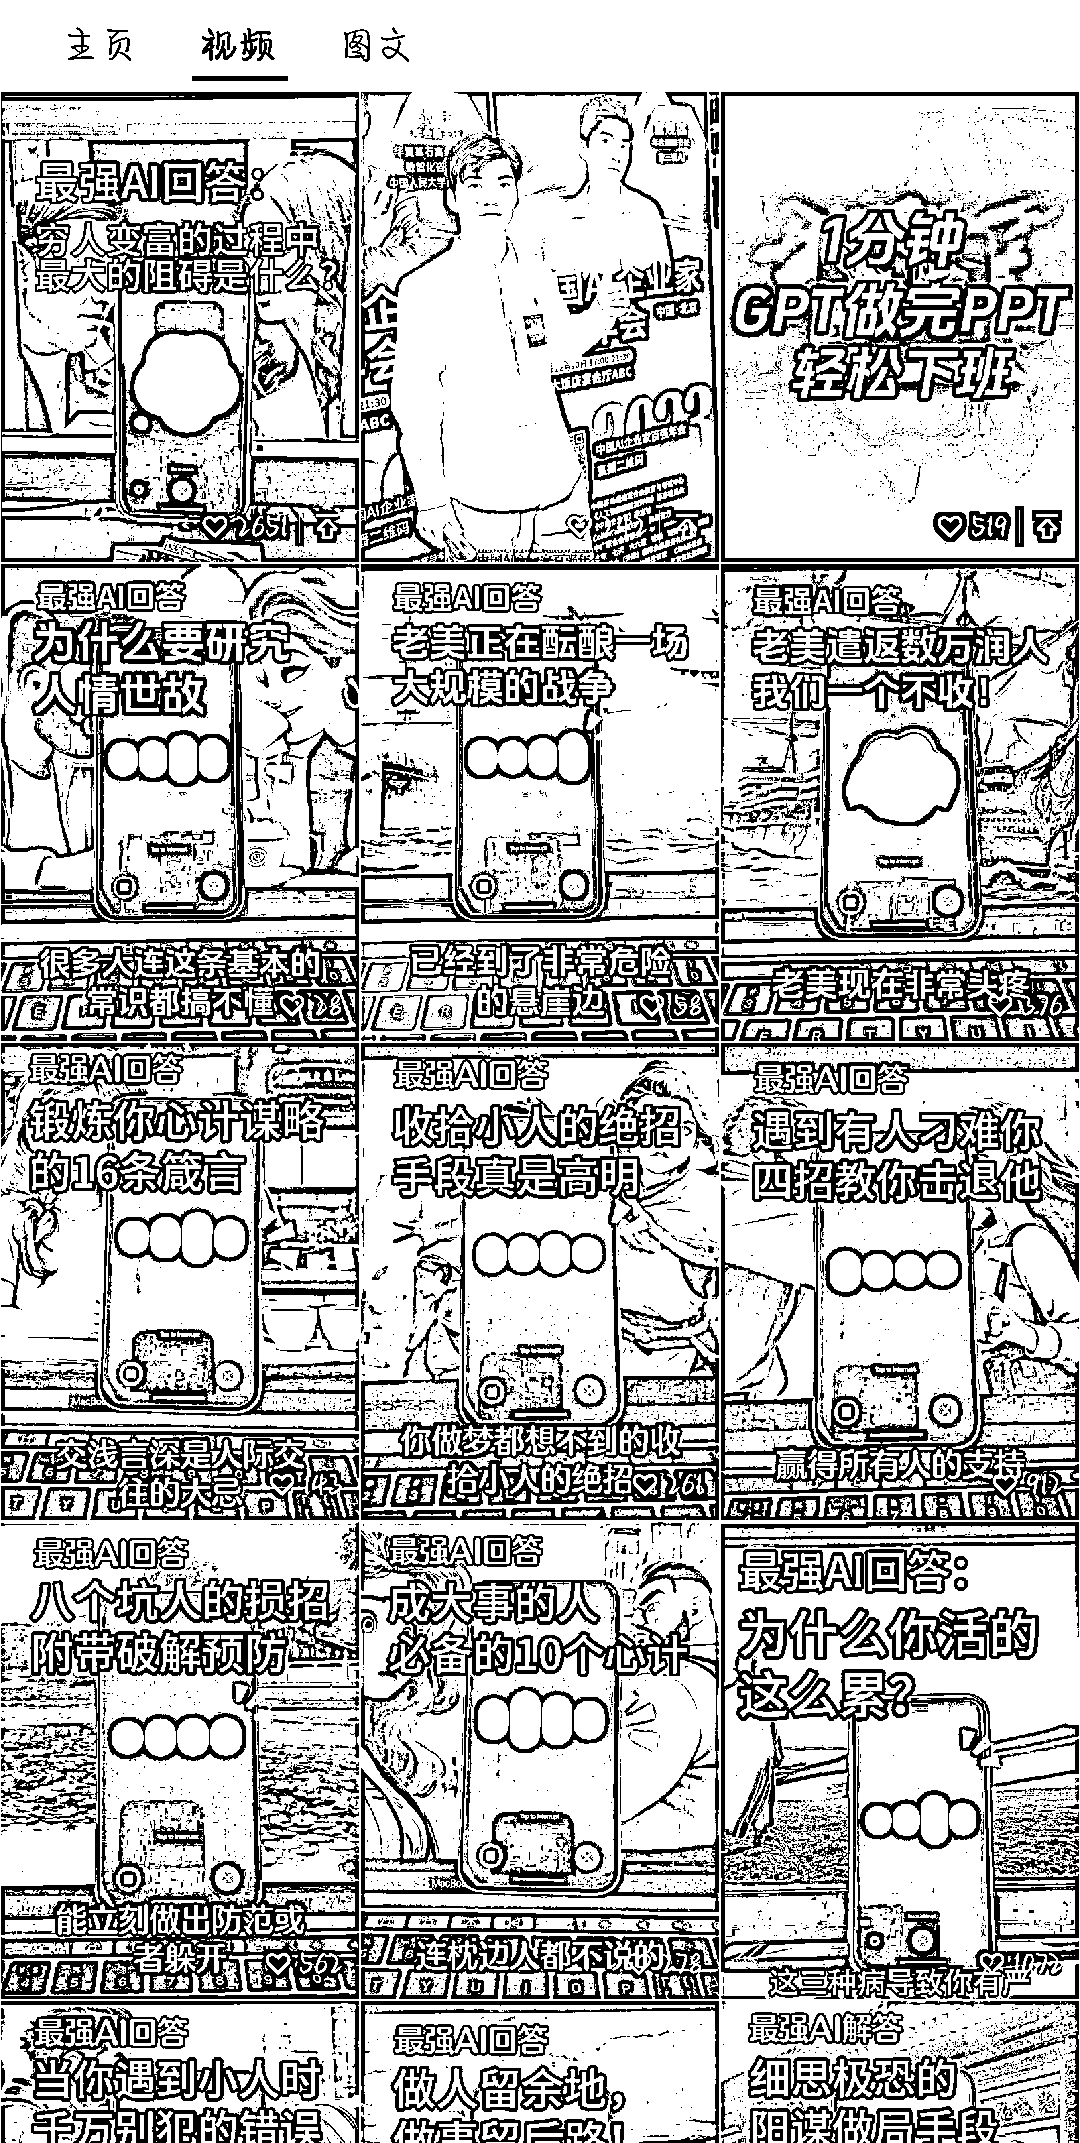 主页
视频
图文
最强AI回答：
穷人变富的过程中
最大的阻碍是什么？
2651
国AI企业家
中国·北京
会
ABC
2022
1分钟
GPT做完PPT
轻松下班
519
最强AI回答
为什么要研究
人情世故
很多人连这条基本的
常识都搞不懂
最强AI回答
老美正在酝酿一场
大规模的战争
已经到了非常危险
的悬崖边
158
最强AI回答
老美遣返数万润人
我们一个不收！
老美现在非常头疼
最强AI回答
锻炼你心计谋略
的16条箴言
交浅言深是人际交
往的大忌
最强AI回答
收拾小人的绝招
手段真是高明
你做梦都想不到的收
拾小人的绝招
最强AI回答
遇到有人刁难你
四招教你击退他
赢得所有人的支持
最强AI回答
八个坑人的损招
附带破解预防
能立刻做出防范或
者躲开
562
最强AI回答
成大事的人
必备的10个心计
连枕边人都不说的
最强AI回答：
为什么你活的
这么累？
这三种病导致你有严
1072
最强AI回答
当你遇到小人时
千万别犯的错误
最强AI回答
做人留余地，
做事留后路！
最强AI解答
细思极恐的
阴谋做局手段